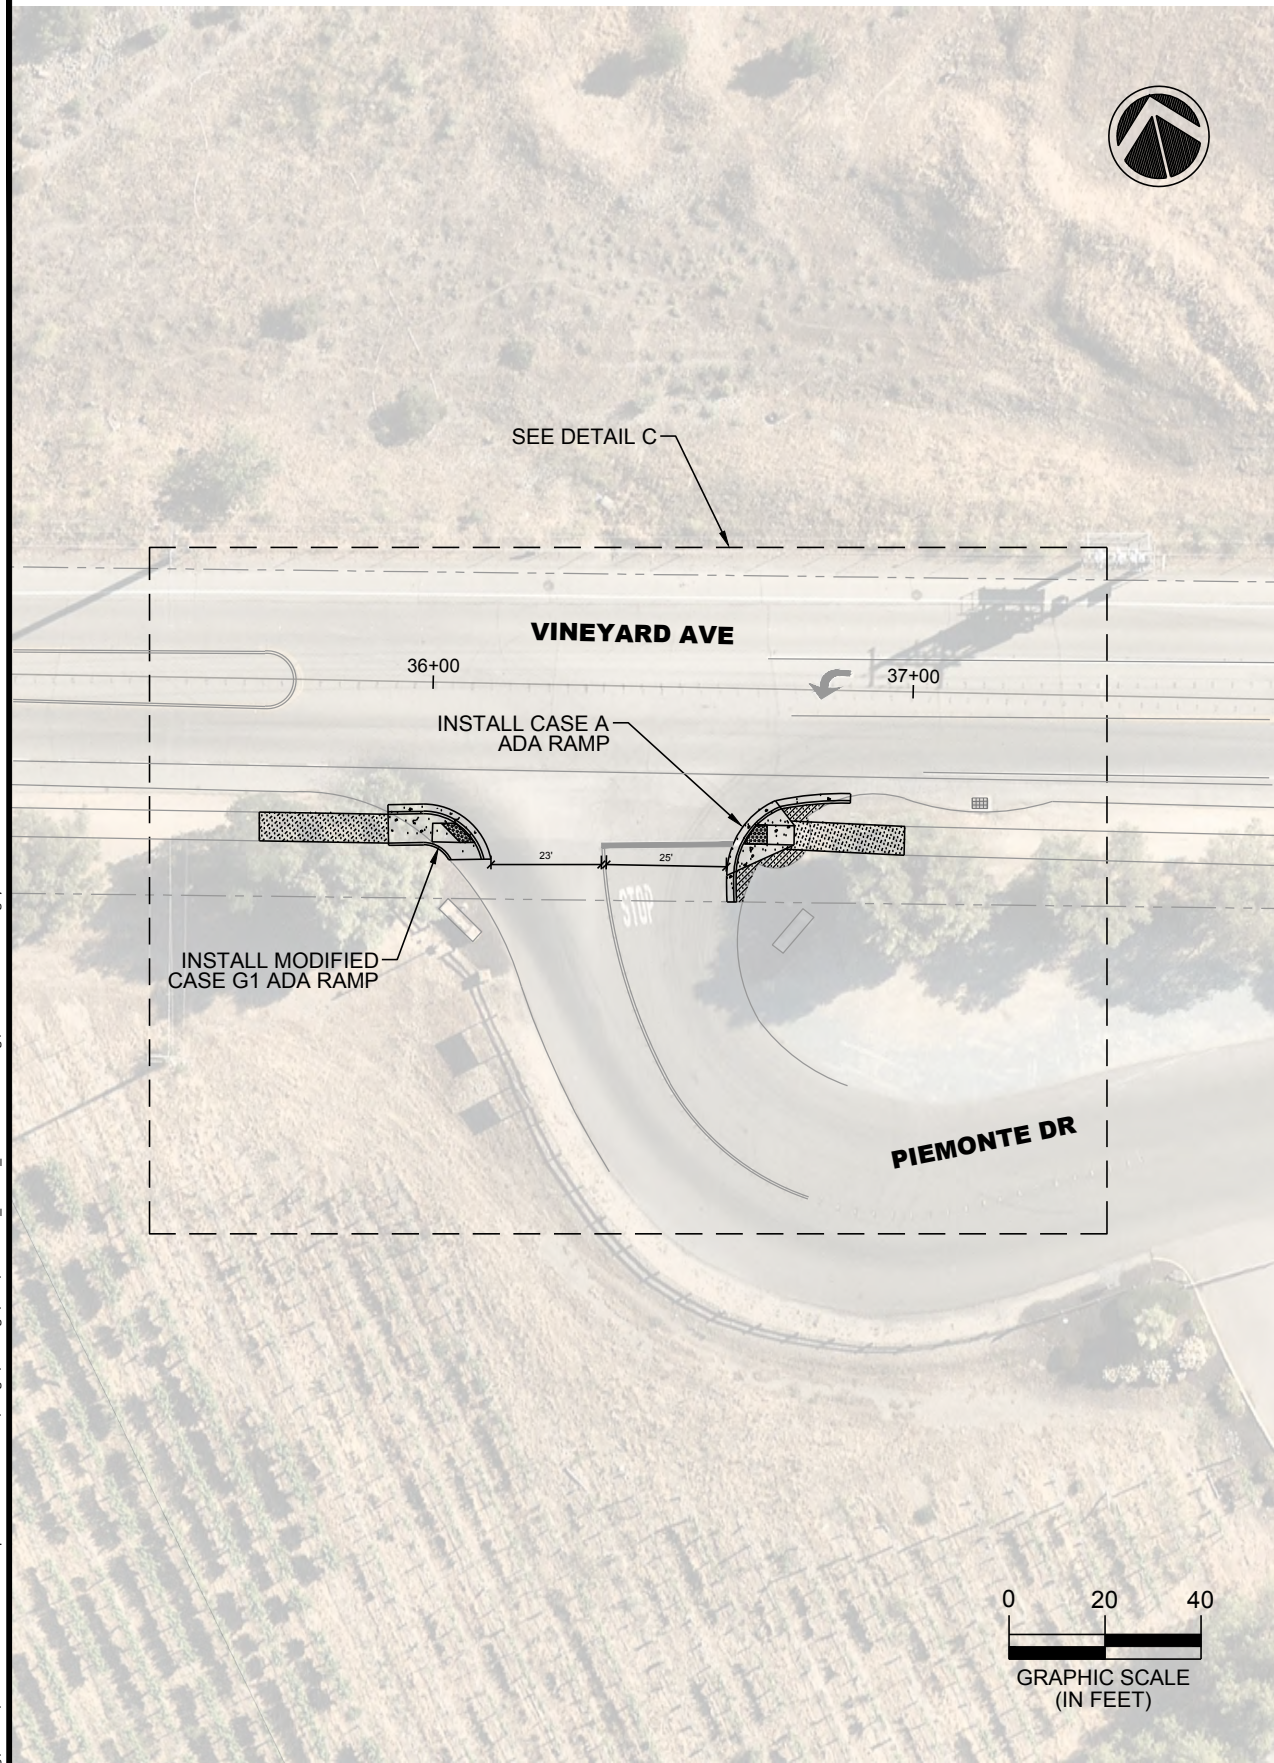 SEE DETAIL C
VINEYARD AVE
36+00
37+00
INSTALL CASE A
ADA RAMP
23'
25'
STOP
INSTALL MODIFIED
CASE G1 ADA RAMP
PIEMONTE DR
0 20 40
GRAPHIC SCALE
(IN FEET)